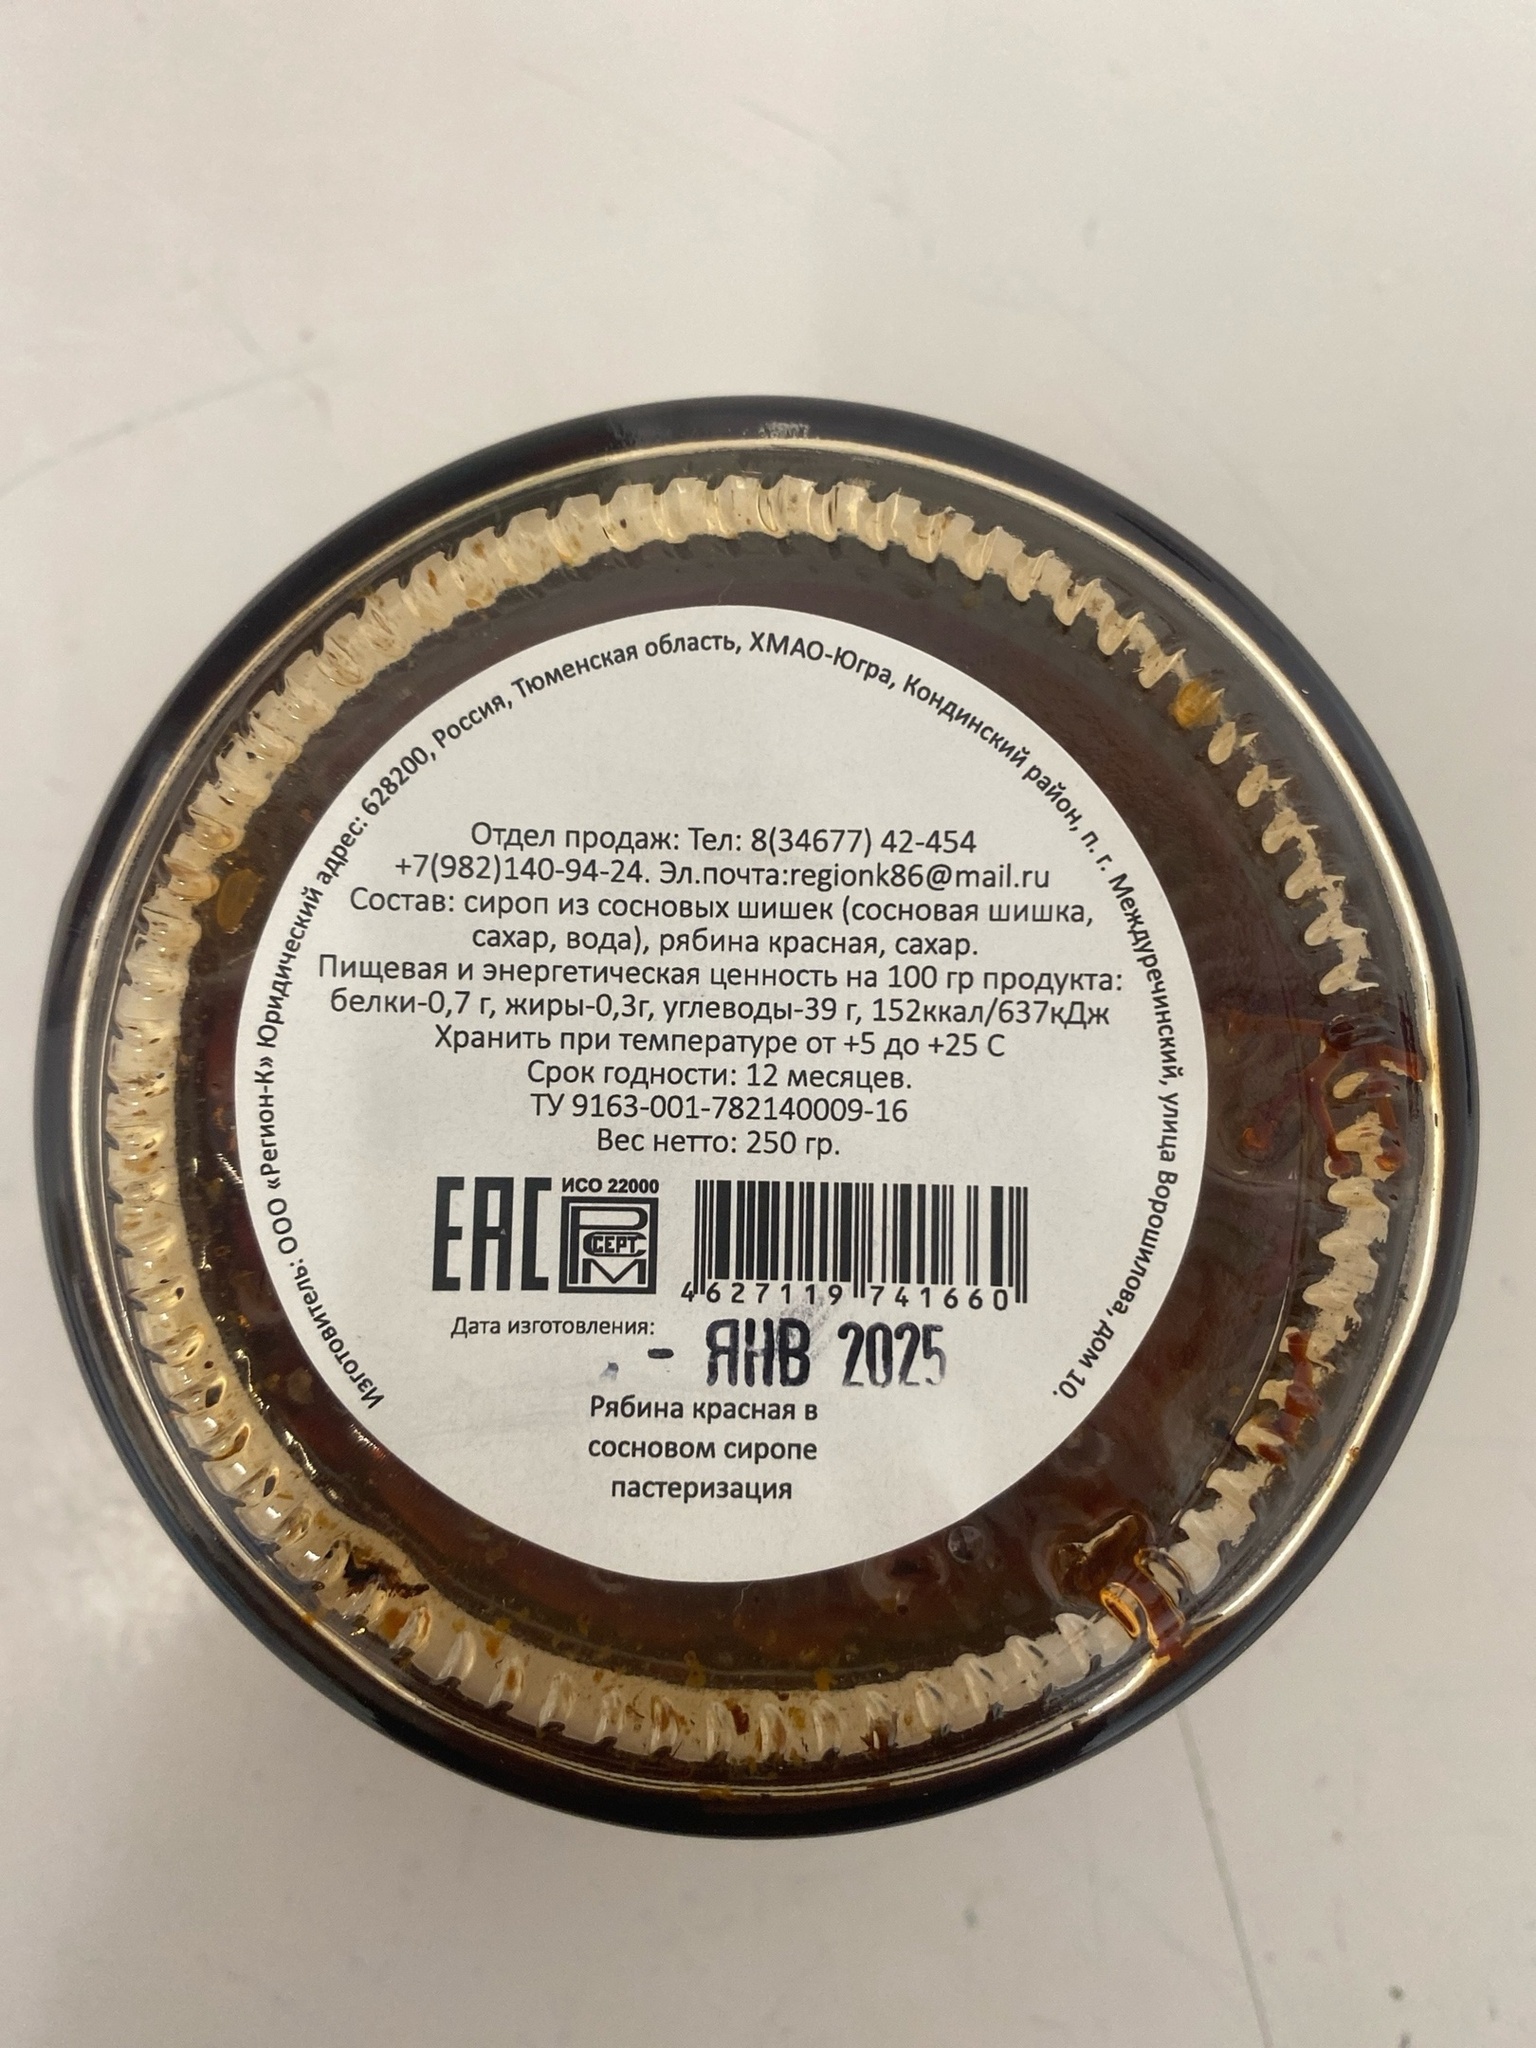 Изготовитель: ООО «Регион-К» Юридический адрес: 628200, Россия, Тюменская область, ХМАО-Югра, Кондинский район, п. г. Междуреченский, улица Ворошилова, дом 10.
Отдел продаж: Тел: 8(34677) 42-454
+7(982)140-94-24. Эл.почта:regionk86@mail.ru
Состав: сироп из сосновых шишек (сосновая шишка,
сахар, вода), рябина красная, сахар.
Пищевая и энергетическая ценность на 100 гр продукта:
белки-0,7 г, жиры-0,3г, углеводы-39 г, 152ккал/637кДж
Хранить при температуре от +5 до +25 С
Срок годности: 12 месяцев.
ТУ 9163-001-782140009-16
Вес нетто: 250 гр.
ЕАС
ИСО 22000
РСМ СЕРТ
4627119741660
Дата изготовления: - ЯНВ 2025
Рябина красная в
сосновом сиропе
пастеризация